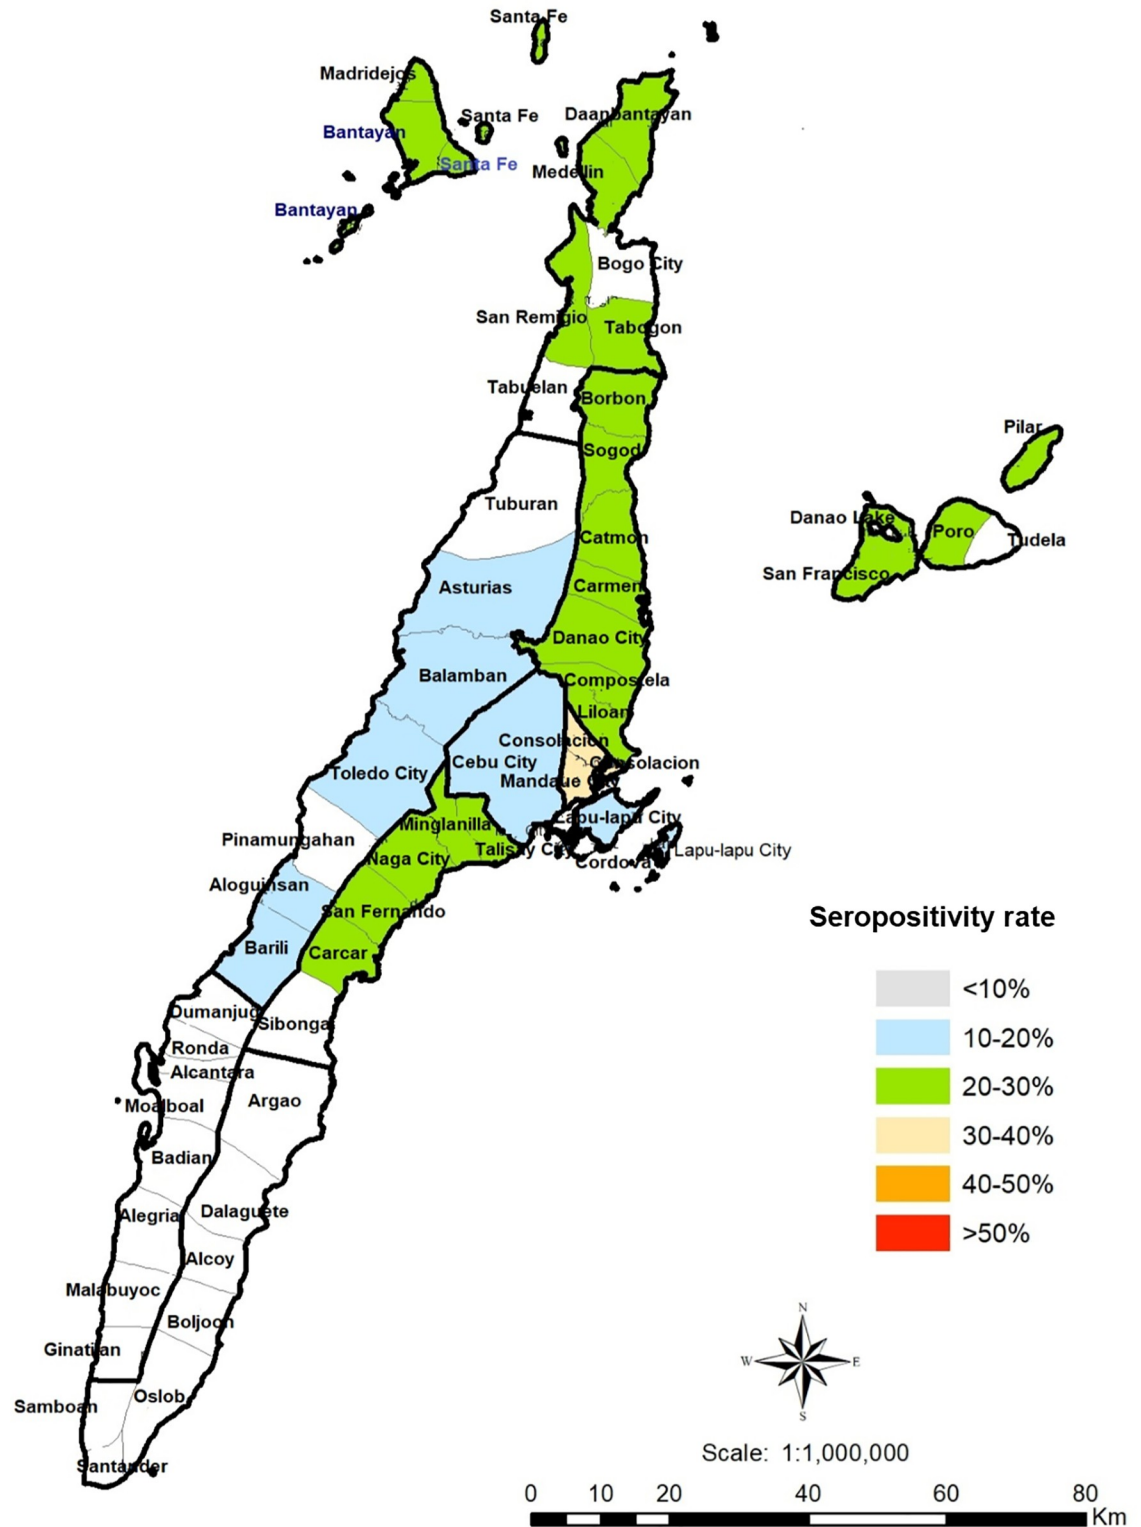 Santa Fe
Madridejos
Santa Fe
Daanbantayan
Bantayan
Santa Fe
Medellin
Bantayan
Bogo City
San Remigio
Tabogon
Tabuelan
Borbon
Pilar
Sogod
Tuburan
Danao Lake
Catmon
Poro
Tudela
San Francisco
Asturias
Carmen
Danao City
Balamban
Compostela
Liloan
Consolacion
Cebu City
Consolacion
Toledo City
Mandaue City
Lapu-lapu City
Minglanilla
Pinamungahan
Talisay City
Lapu-lapu City
Naga City
Cordova
Aloguinsan
San Fernando
Barili
Carcar
Dumanjug
Sibonga
Ronda
Alcantara
Moalboal
Argao
Badian
Alegria
Dalaguete
Alcoy
Malabuyoc
Boljoon
Ginatilan
Samboan
Oslob
Santander
Seropositivity rate
<10%
10-20%
20-30%
30-40%
40-50%
>50%
N
W E
S
Scale: 1:1,000,000
0 10 20 40 60 80
Km